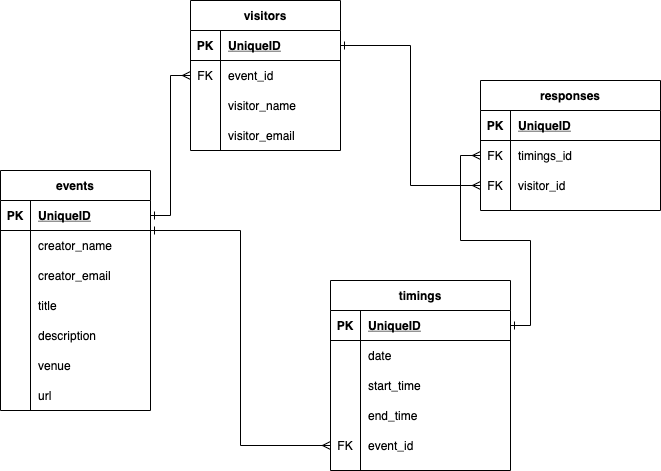 visitors
PK UniqueID
FK event_id
visitor_name
visitor_email
responses
PK UniqueID
FK timings_id
FK visitor_id
events
PK UniqueID
creator_name
creator_email
title
description
venue
url
timings
PK UniqueID
date
start_time
end_time
FK event_id